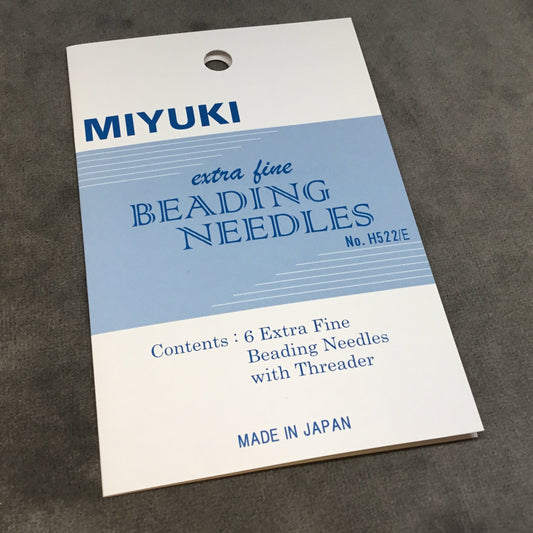 MIYUKI
extra fine
BEADING
NEEDLES
No. H522/E
Contents : 6 Extra Fine
Beading Needles
with Threader
MADE IN JAPAN